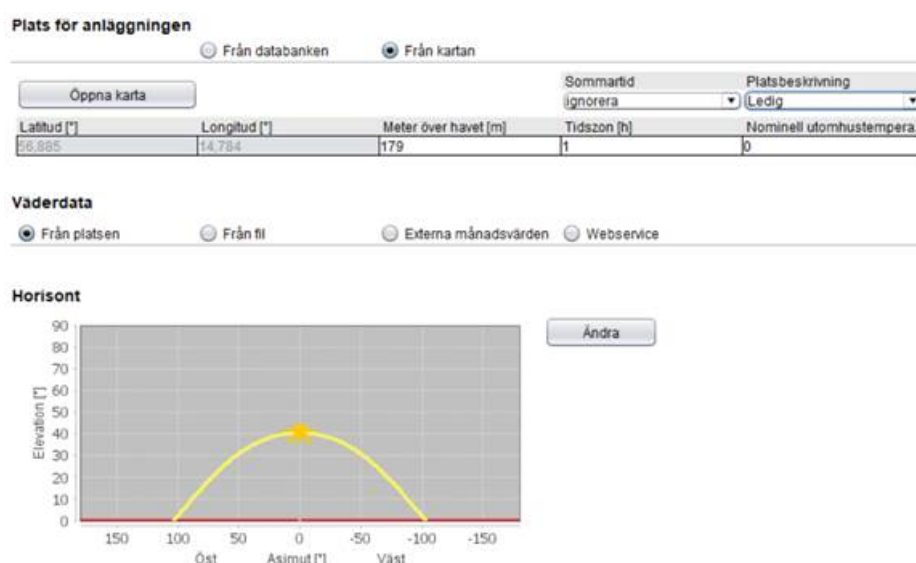 Plats för anläggningen
Från databanken Från kartan
Öppna karta Sommartid Platsbeskrivning
ignorera Ledig
Latitud [°] Longitud [°] Meter över havet [m] Tidszon [h] Nominell utomhustempera
56,885 14,784 179 1 0
Väderdata
Från platsen Från fil Externa månadsvärden Webservice
Horisont
Ändra
Elevation [°]
90
80
70
60
50
40
30
20
10
0
150 100 50 0 -50 -100 -150
Öst Asimut [°] Väst